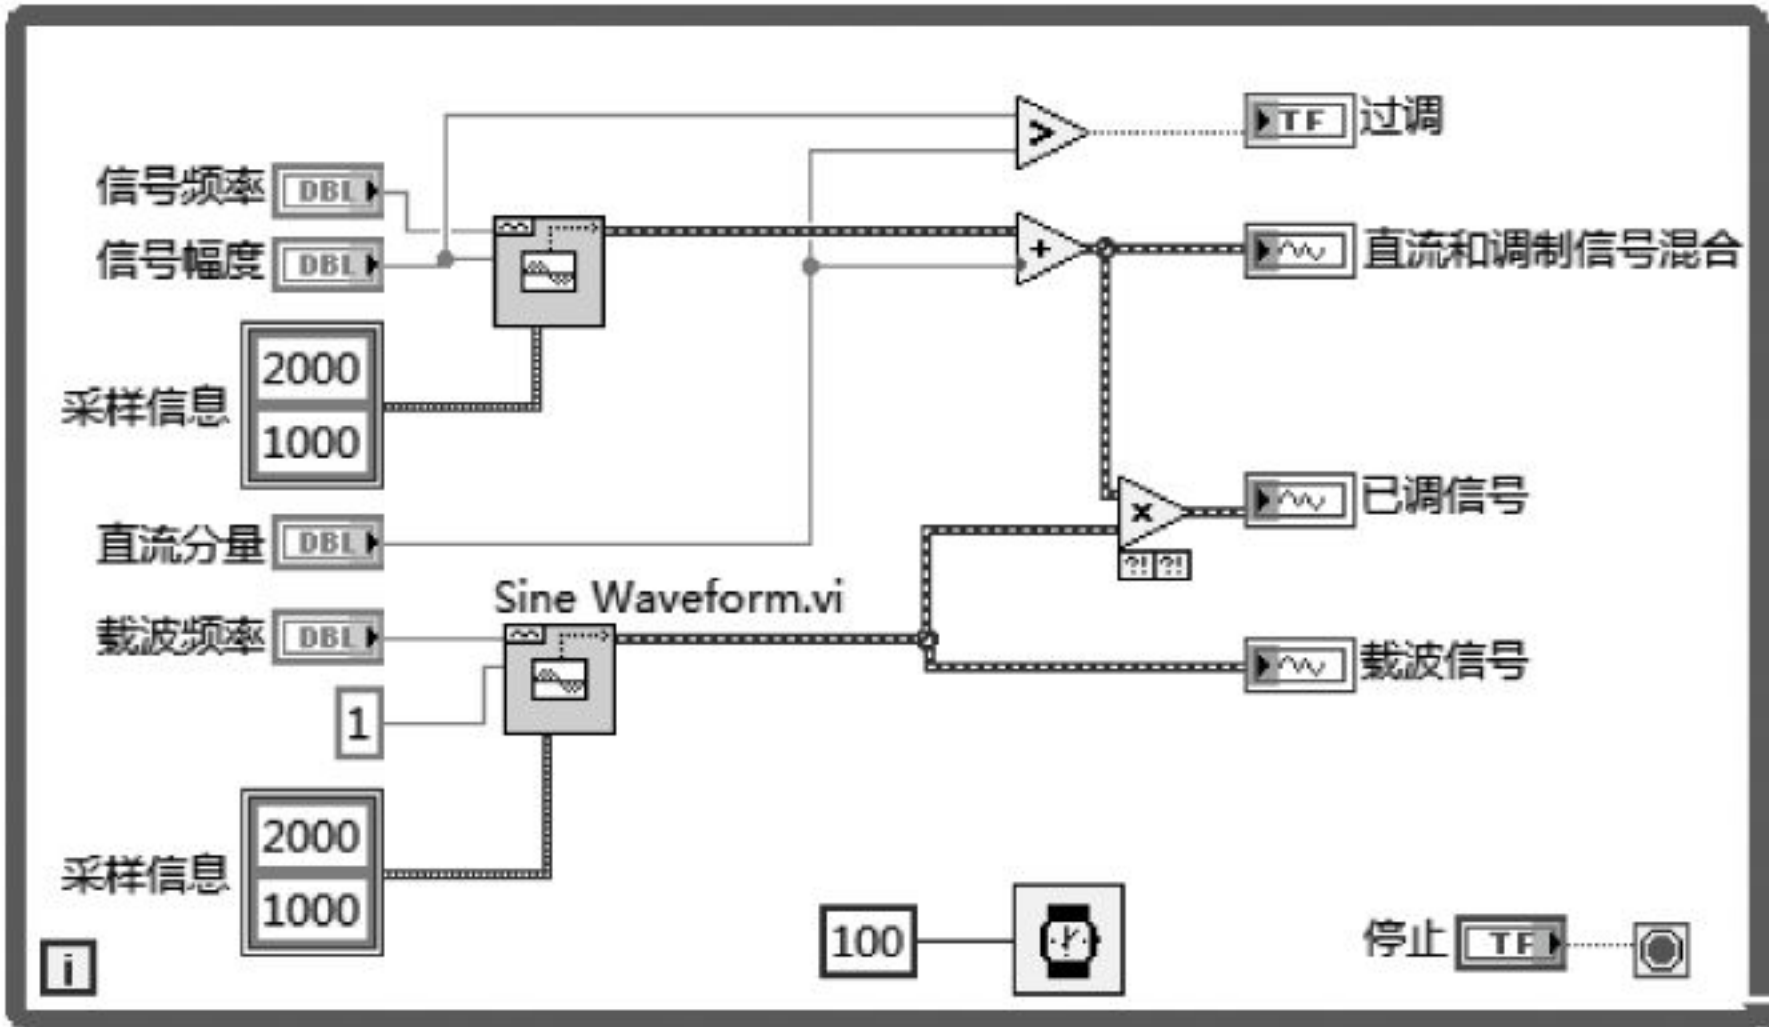 过调
TF
信号频率
DBL
信号幅度
DBL
直流和调制信号混合
采样信息
2000
1000
已调信号
?! ?!
直流分量
DBL
Sine Waveform.vi
载波频率
DBL
载波信号
1
采样信息
2000
1000
100
停止
TF
i
>
+
x